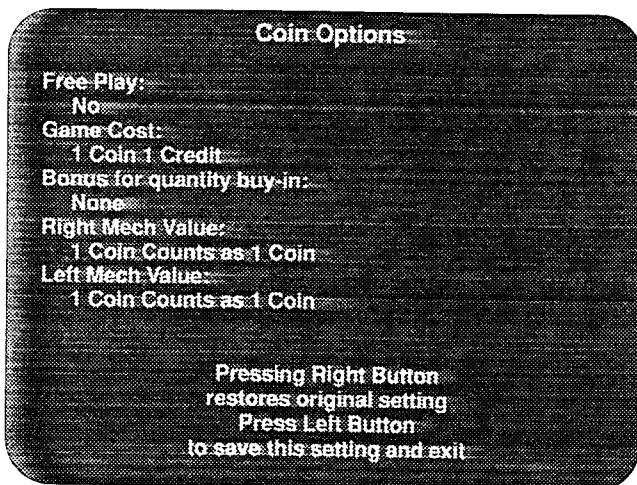 Coin Options
Free Play:
No
Game Cost:
1 Coin 1 Credit
Bonus for quantity buy-in:
None
Right Mech Value:
1 Coin Counts as 1 Coin
Left Mech Value:
1 Coin Counts as 1 Coin
Pressing Right Button
restores original setting
Press Left Button
to save this setting and exit